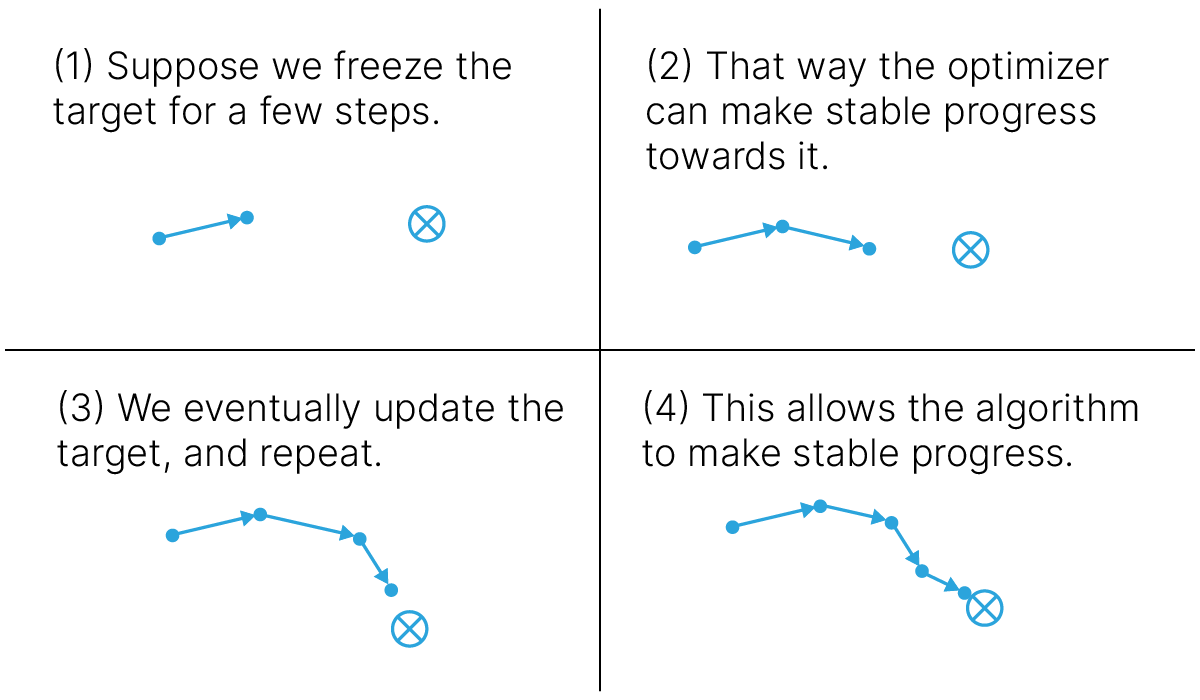 (1) Suppose we freeze the
target for a few steps.
(2) That way the optimizer
can make stable progress
towards it.
(3) We eventually update the
target, and repeat.
(4) This allows the algorithm
to make stable progress.